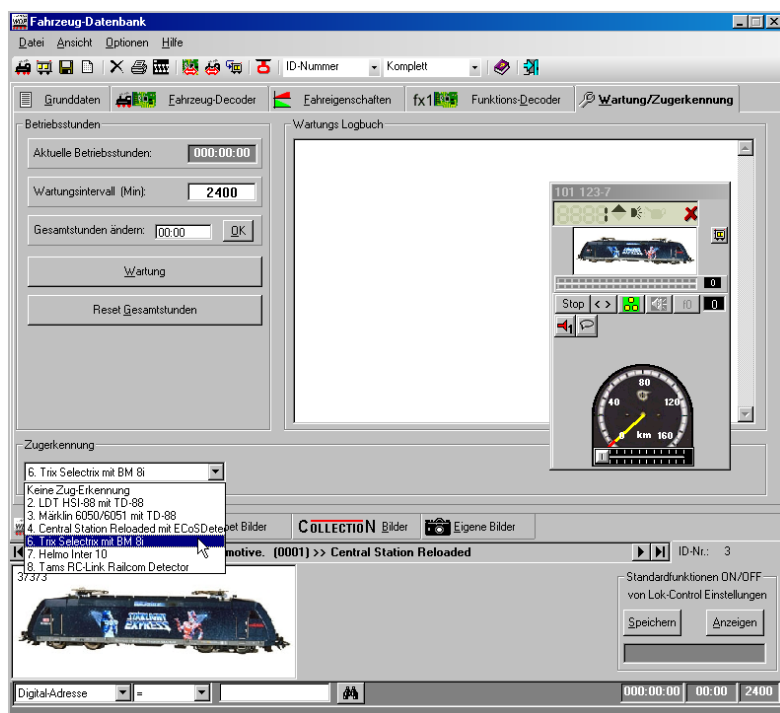 Fahrzeug-Datenbank
Datei Ansicht Optionen Hilfe
ID-Nummer Komplett
Grunddaten Fahrzeug-Decoder Fahreigenschaften fx1 Funktions-Decoder Wartung/Zugerkennung
Betriebsstunden
Wartungs Logbuch
Aktuelle Betriebsstunden: 000:00:00
Wartungsintervall (Min): 2400
Gesamtstunden ändern: 00:00 OK
Wartung
Reset Gesamtstunden
101 123-7
0
Stop < > f0 0
1
80
40 120
0 km 160
Zugerkennung
6. Trix Selectrix mit BM 8i
Keine Zug-Erkennung
2. LDT HSI-88 mit TD-88
3. Märklin 6050/6051 mit TD-88
4. Central Station Reloaded mit ECoSDete
6. Trix Selectrix mit BM 8i
7. Helmo Inter 10
8. Tams RC-Link Railcom Detector
Bilder COLLECTION Bilder Eigene Bilder
motive. (0001) >> Central Station Reloaded ID-Nr.: 3
37373
STARLIGHT EXPRESS
Standardfunktionen ON/OFF
von Lok-Control Einstellungen
Speichern Anzeigen
Digital-Adresse = 000:00:00 00:00 2400